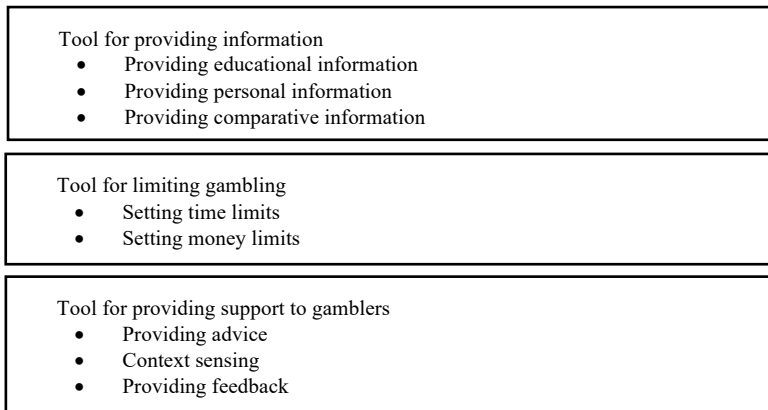 Tool for providing information
• Providing educational information
• Providing personal information
• Providing comparative information
Tool for limiting gambling
• Setting time limits
• Setting money limits
Tool for providing support to gamblers
• Providing advice
• Context sensing
• Providing feedback